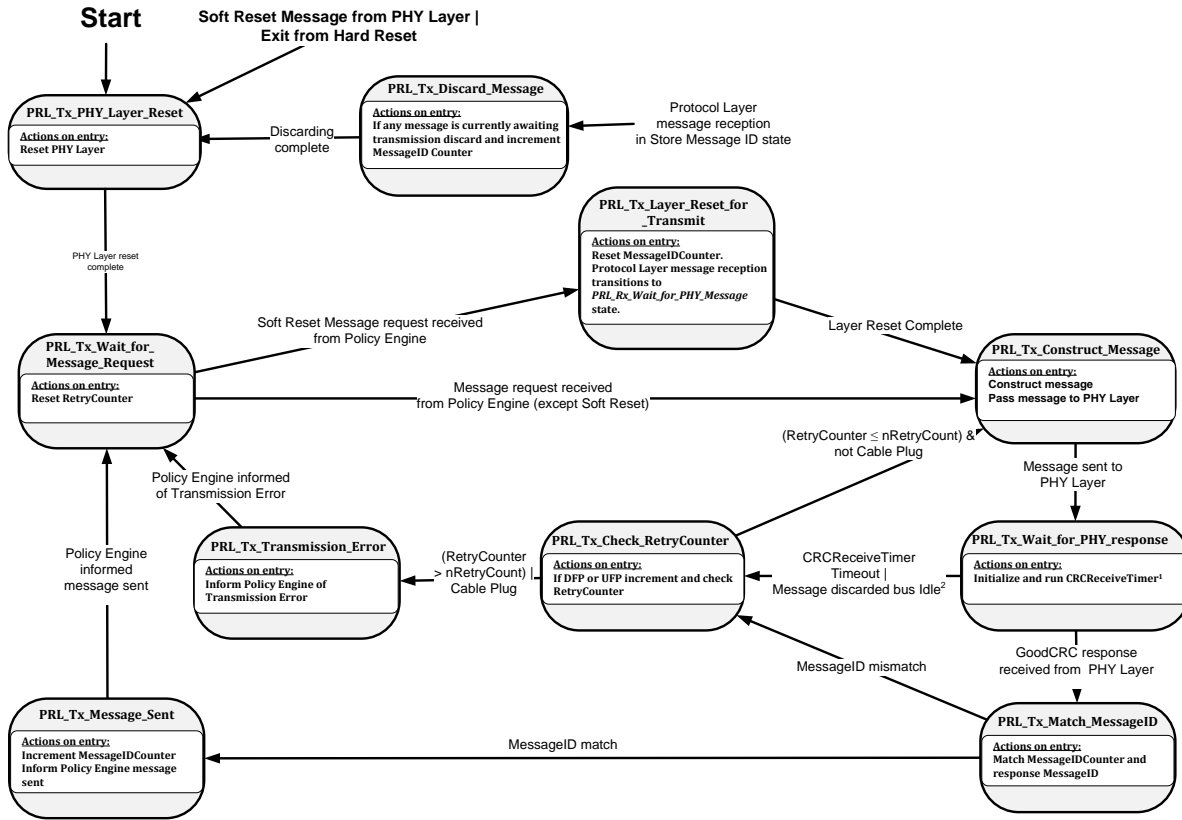 Start
Soft Reset Message from PHY Layer |
Exit from Hard Reset
PRL_Tx_PHY_Layer_Reset
Actions on entry:
Reset PHY Layer
Discarding
complete
PRL_Tx_Discard_Message
Actions on entry:
If any message is currently awaiting
transmission discard and increment
MessageID Counter
Protocol Layer
message reception
in Store Message ID state
PHY Layer reset
complete
PRL_Tx_Layer_Reset_for
_Transmit
Actions on entry:
Reset MessageIDCounter.
Protocol Layer message reception
transitions to
PRL_Rx_Wait_for_PHY_Message
state.
Soft Reset Message request received
from Policy Engine
Layer Reset Complete
PRL_Tx_Wait_for_
Message_Request
Actions on entry:
Reset RetryCounter
Message request received
from Policy Engine (except Soft Reset)
PRL_Tx_Construct_Message
Actions on entry:
Construct message
Pass message to PHY Layer
(RetryCounter ≤ nRetryCount) &
not Cable Plug
Message sent to
PHY Layer
Policy Engine informed
of Transmission Error
PRL_Tx_Transmission_Error
Actions on entry:
Inform Policy Engine of
Transmission Error
(RetryCounter
> nRetryCount) |
Cable Plug
PRL_Tx_Check_RetryCounter
Actions on entry:
If DFP or UFP increment and check
RetryCounter
CRCReceiveTimer
Timeout |
Message discarded bus Idle²
PRL_Tx_Wait_for_PHY_response
Actions on entry:
Initialize and run CRCReceiveTimer¹
Policy Engine
informed
message sent
MessageID mismatch
GoodCRC response
received from PHY Layer
PRL_Tx_Message_Sent
Actions on entry:
Increment MessageIDCounter
Inform Policy Engine message
sent
MessageID match
PRL_Tx_Match_MessageID
Actions on entry:
Match MessageIDCounter and
response MessageID